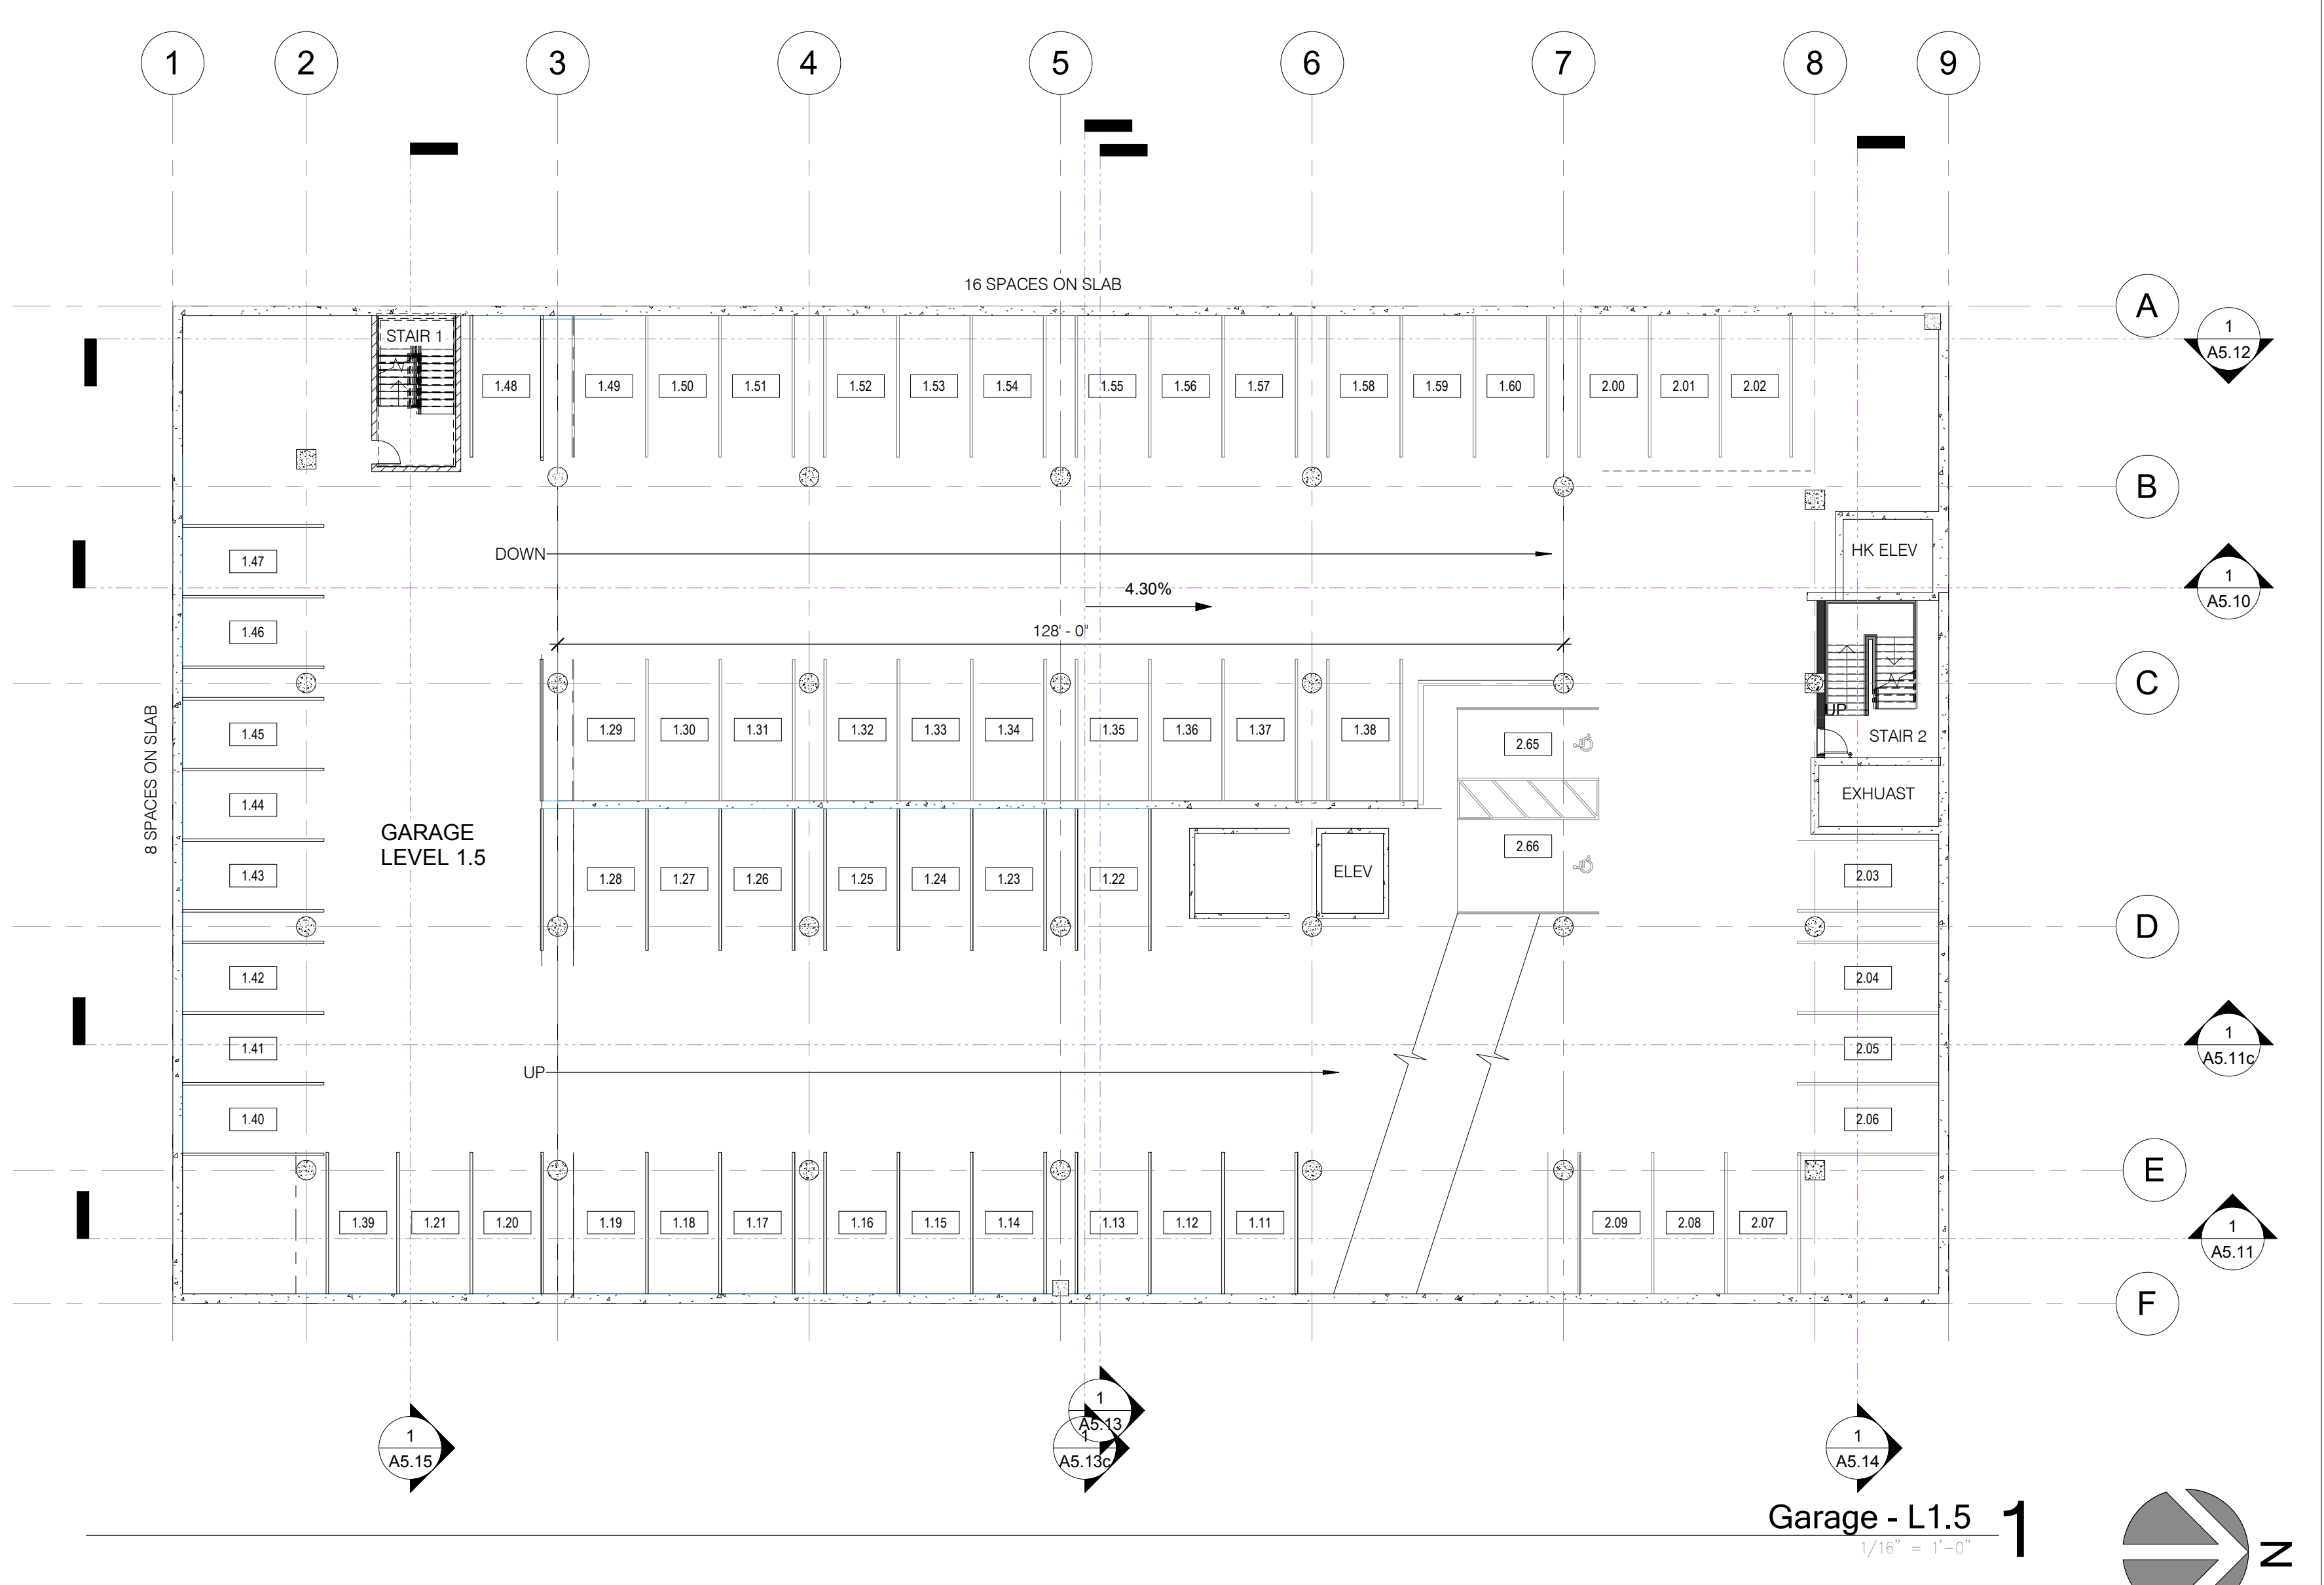 1 2 3 4 5 6 7 8 9
16 SPACES ON SLAB
A
1
A5.12
STAIR 1
1.48 1.49 1.50 1.51 1.52 1.53 1.54 1.55 1.56 1.57 1.58 1.59 1.60 2.00 2.01 2.02
B
DOWN
HK ELEV
1.47
4.30%
1
A5.10
128' - 0"
1.46
C
UP
STAIR 2
1.45 1.29 1.30 1.31 1.32 1.33 1.34 1.35 1.36 1.37 1.38 2.65
8 SPACES ON SLAB
1.44
EXHUAST
GARAGE
LEVEL 1.5
2.66
1.43 1.28 1.27 1.26 1.25 1.24 1.23 1.22 ELEV 2.03
D
1.42 2.04
1.41 2.05
1
A5.11c
UP
1.40 2.06
E
1.39 1.21 1.20 1.19 1.18 1.17 1.16 1.15 1.14 1.13 1.12 1.11 2.09 2.08 2.07
1
A5.11
F
1
A5.13
1
A5.15
1
A5.13c
1
A5.14
Garage - L1.5 1
1/16" = 1'-0"
N